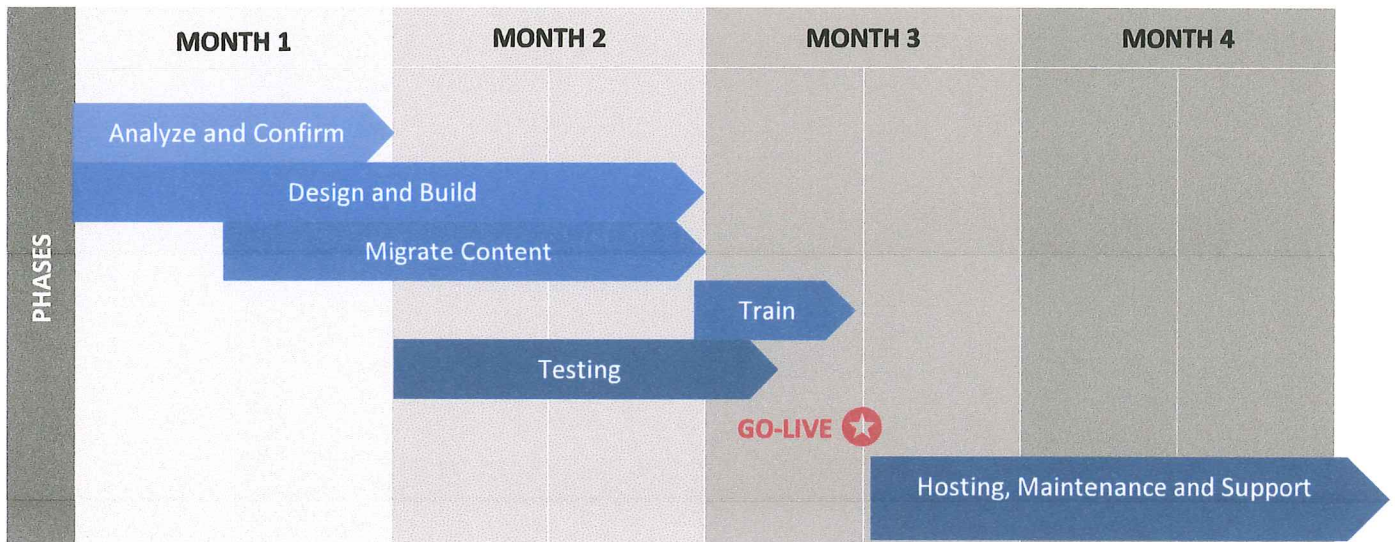 MONTH 1
MONTH 2
MONTH 3
MONTH 4
PHASES
Analyze and Confirm
Design and Build
Migrate Content
Train
Testing
GO-LIVE
Hosting, Maintenance and Support